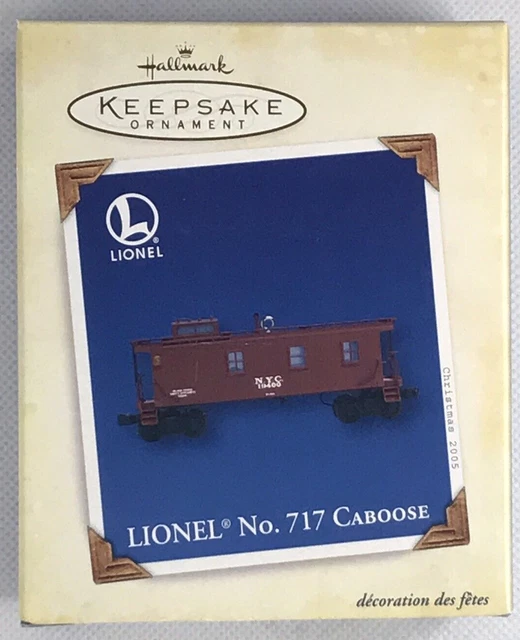 Hallmark
KEEPSAKE
ORNAMENT
L®
LIONEL
N.Y.C.
19400
Christmas 2005
LIONEL® No. 717 CABOOSE
décoration des fêtes